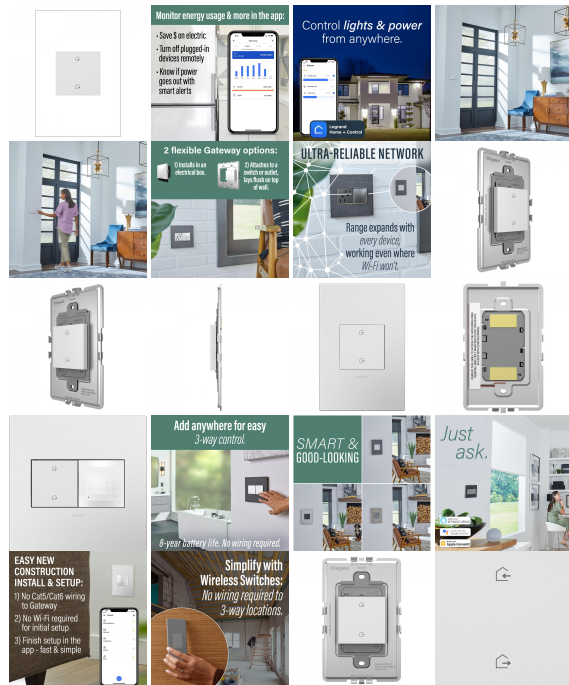 Monitor energy usage & more in the app:
• Save $ on electric
• Turn off plugged-in
devices remotely
• Know if power
goes out with
smart alerts
Control lights & power
from anywhere.
Legrand
Home + Control
2 flexible Gateway options:
1) Installs in an
electrical box.
2) Attaches to a
switch or outlet,
lays flush on top
of wall.
ULTRA-RELIABLE NETWORK
Range expands with
every device,
working even where
Wi-Fi won't.
Add anywhere for easy
3-way control.
8-year battery life. No wiring required.
SMART &
GOOD-LOOKING
Just
ask.
amazon alexa
Apple HomeKit
EASY NEW
CONSTRUCTION
INSTALL & SETUP:
1) No Cat5/Cat6 wiring
to Gateway
2) No Wi-Fi required
for initial setup
3) Finish setup in the
app - fast & simple
Simplify with
Wireless Switches:
No wiring required to
3-way locations.